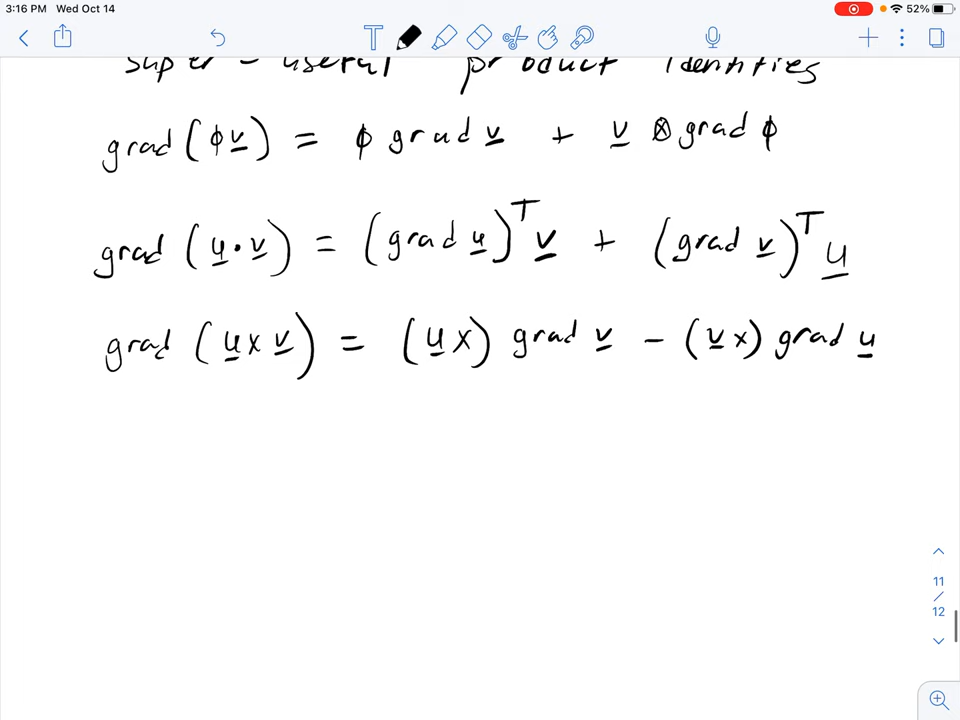 3:16 PM Wed Oct 14 52%
T
super - useful product identities
grad (ϕv̲) = ϕ grad v̲ + v̲ ⊗ grad ϕ
grad (u̲ · v̲) = (grad u̲)ᵀ v̲ + (grad v̲)ᵀ u̲
grad (u̲ × v̲) = (u̲ ×) grad v̲ - (v̲ ×) grad u̲
11
/
12